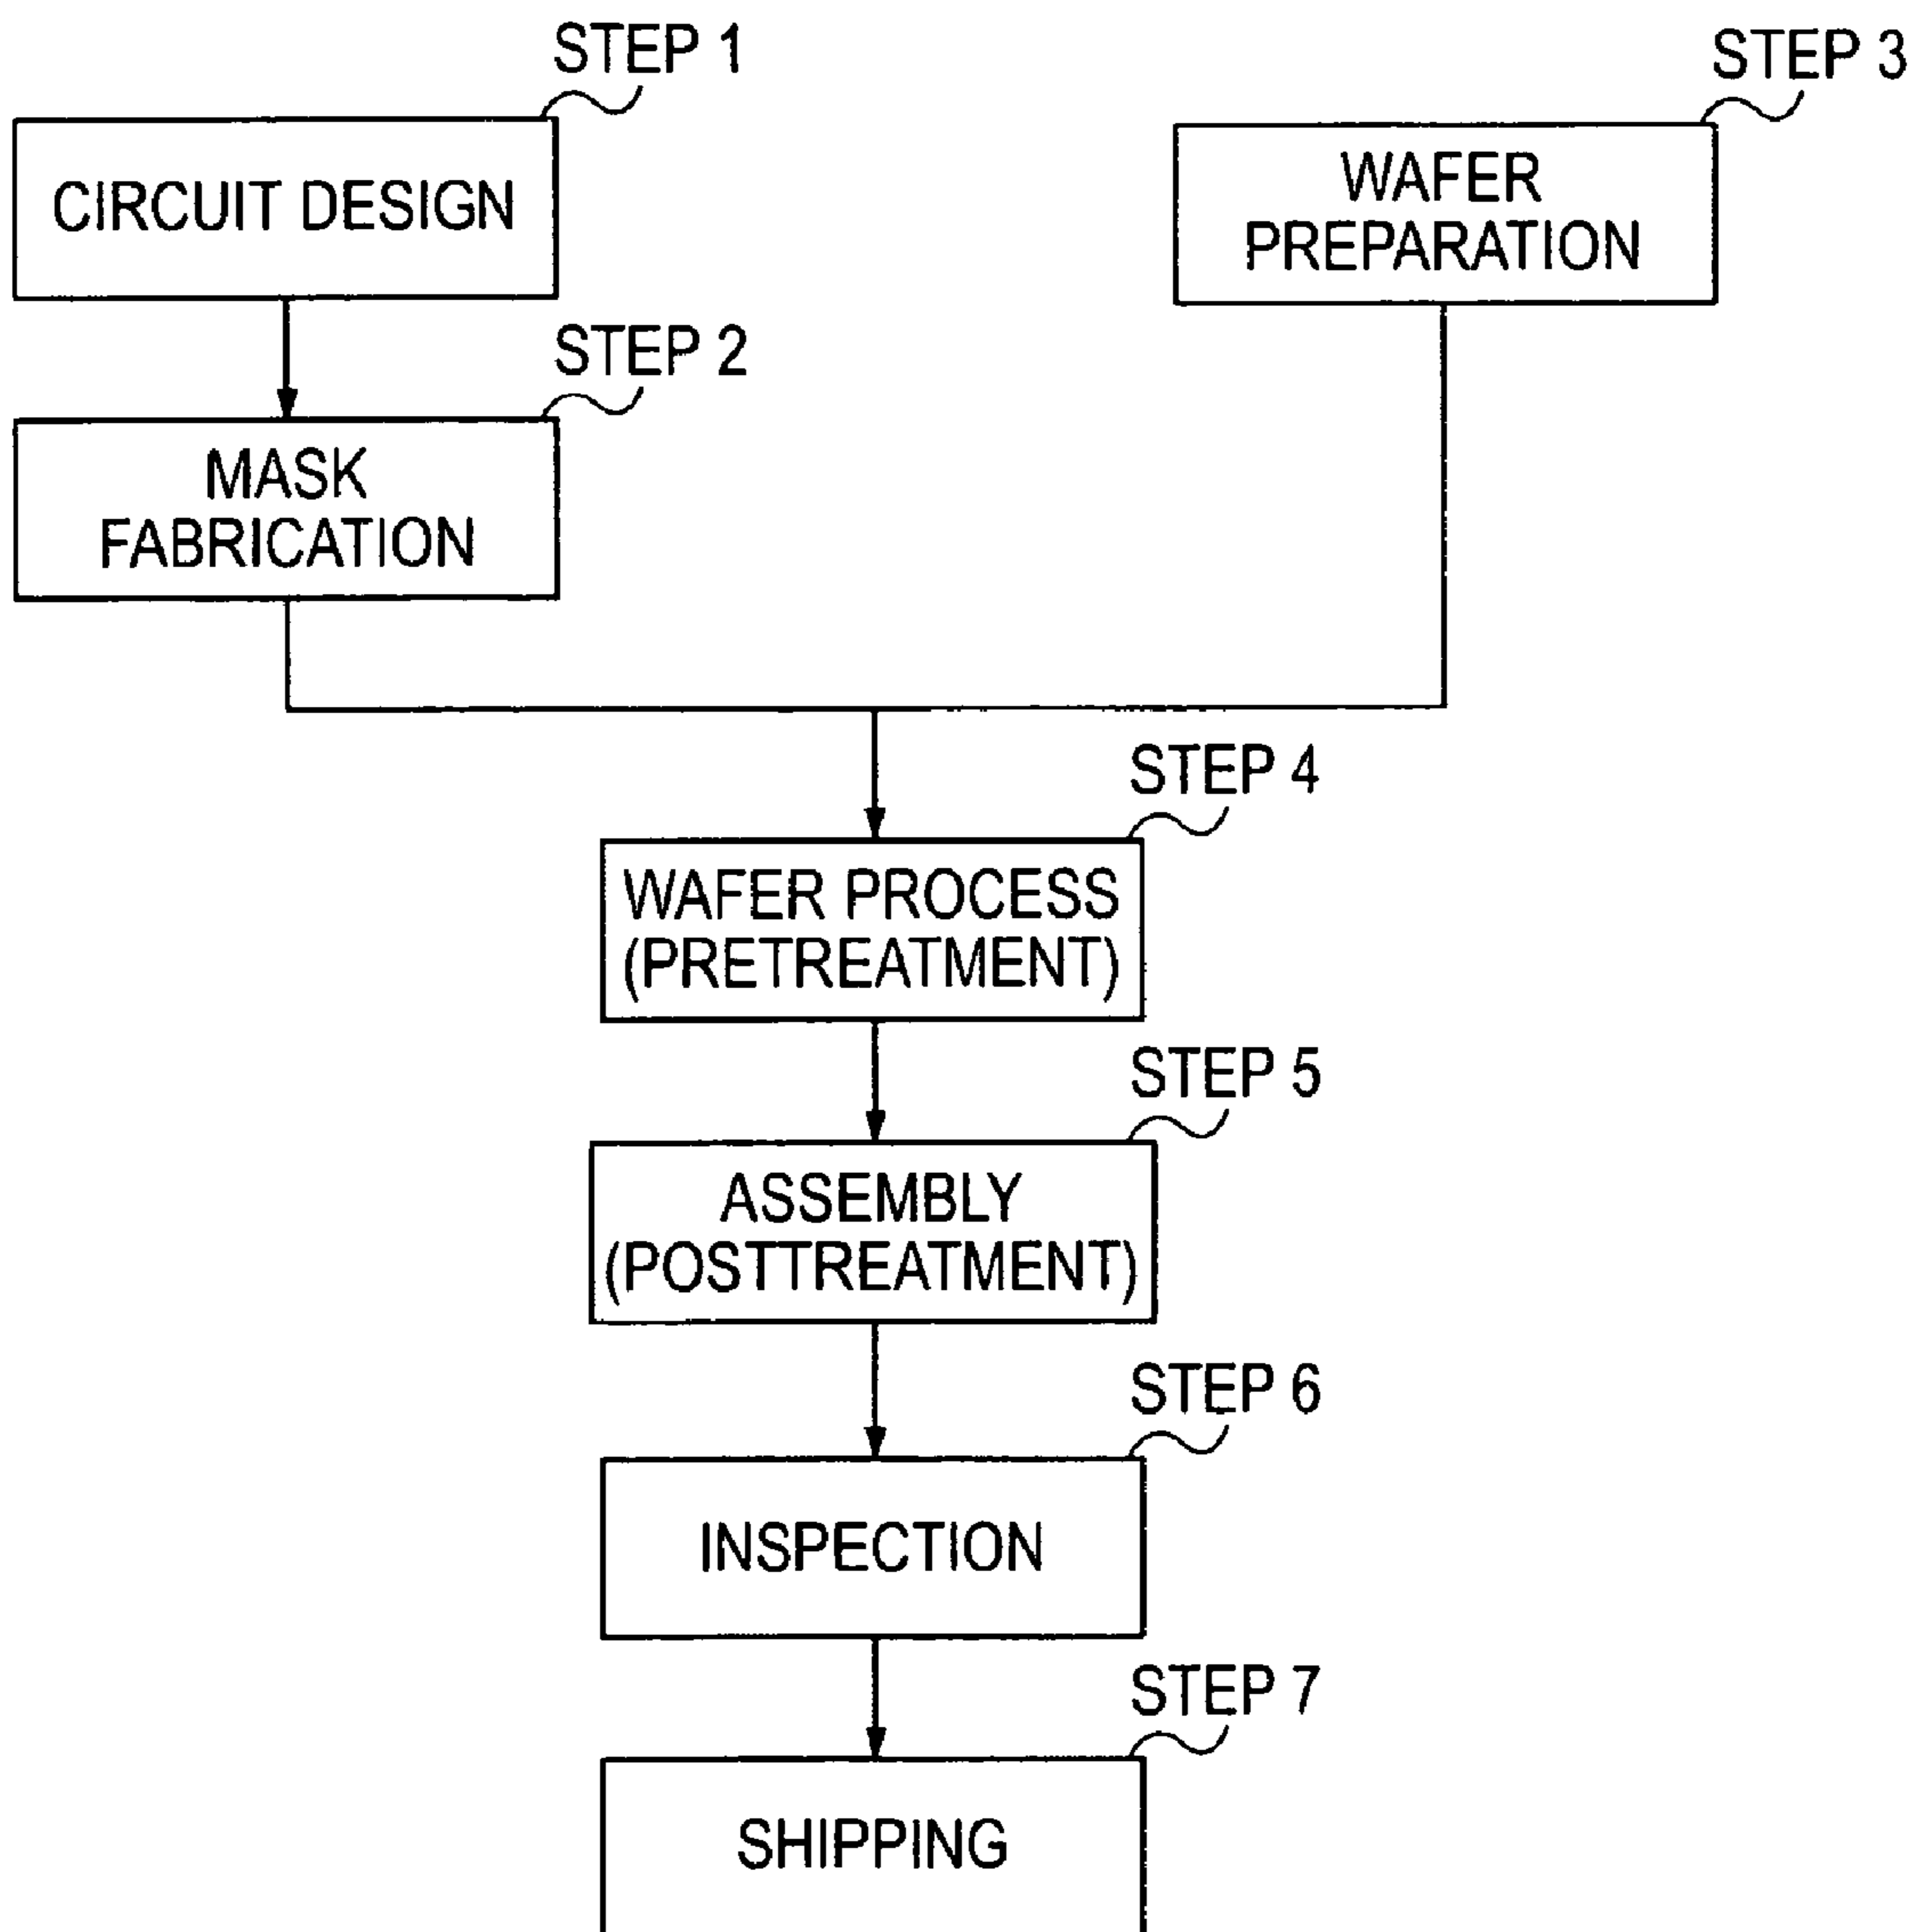 STEP 1
CIRCUIT DESIGN
STEP 2
MASK
FABRICATION
STEP 3
WAFER
PREPARATION
STEP 4
WAFER PROCESS
(PRETREATMENT)
STEP 5
ASSEMBLY
(POSTTREATMENT)
STEP 6
INSPECTION
STEP 7
SHIPPING